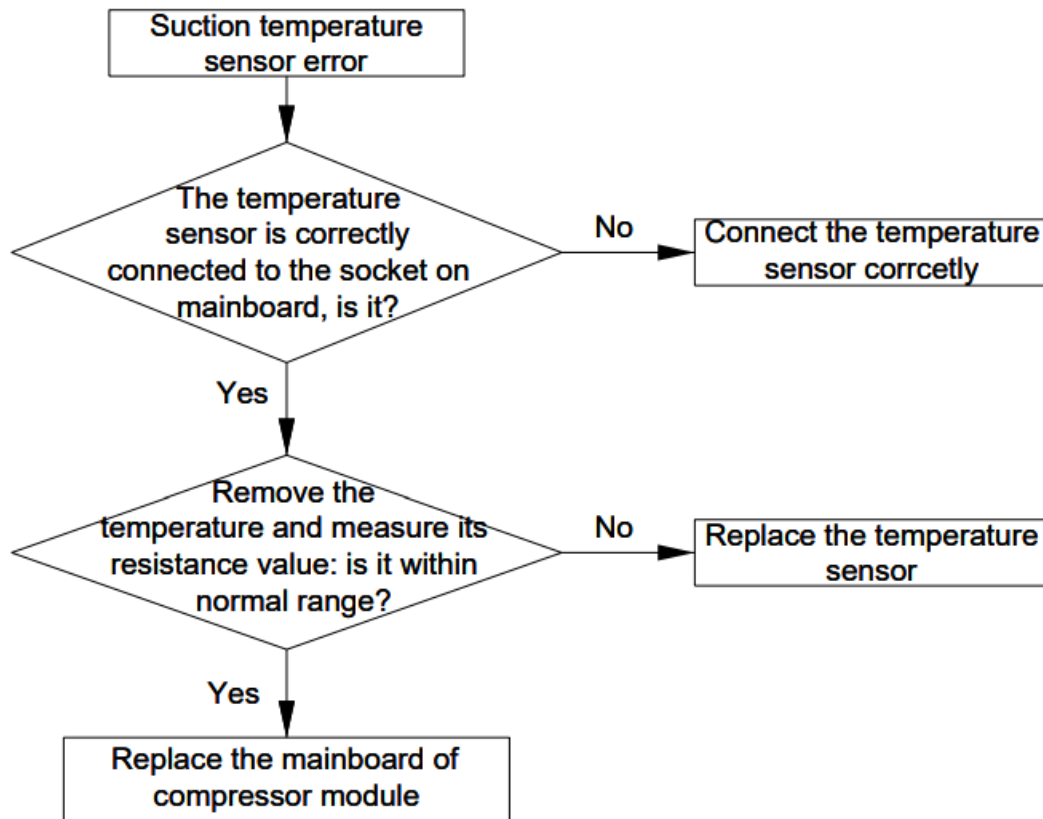 Suction temperature
sensor error
The temperature
sensor is correctly
connected to the socket on
mainboard, is it?
No
Connect the temperature
sensor corrcetly
Yes
Remove the
temperature and measure its
resistance value: is it within
normal range?
No
Replace the temperature
sensor
Yes
Replace the mainboard of
compressor module